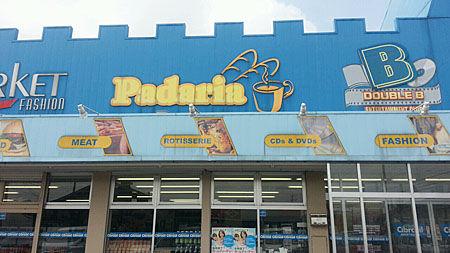 RKET
FASHION
Padaria
B
DOUBLE B
D
MEAT
ROTISSERIE
CDs & DVDs
FASHION